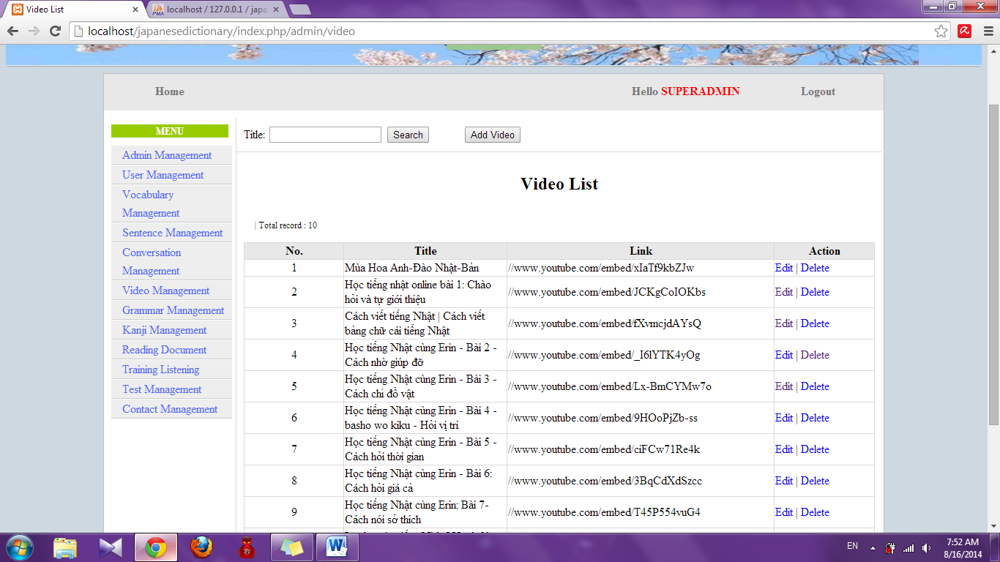 Video List
localhost / 127.0.0.1 / japa
localhost/japanesedictionary/index.php/admin/video
Home
Hello SUPERADMIN
Logout
MENU
Admin Management
User Management
Vocabulary
Management
Sentence Management
Conversation
Management
Video Management
Grammar Management
Kanji Management
Reading Document
Training Listening
Test Management
Contact Management
Title:
Search
Add Video
Video List
| Total record : 10
No. Title Link Action
1 Mùa Hoa Anh-Đào Nhật-Bản //www.youtube.com/embed/xIaTf9kbZJw Edit | Delete
2 Học tiếng nhật online bài 1: Chào
hỏi và tự giới thiệu //www.youtube.com/embed/JCKgCoIOKbs Edit | Delete
3 Cách viết tiếng Nhật | Cách viết
bảng chữ cái tiếng Nhật //www.youtube.com/embed/fXvmcjdAYsQ Edit | Delete
4 Học tiếng Nhật cùng Erin - Bài 2 -
Cách nhờ giúp đỡ //www.youtube.com/embed/_I6lYTK4yOg Edit | Delete
5 Học tiếng Nhật cùng Erin - Bài 3 -
Cách chỉ đồ vật //www.youtube.com/embed/Lx-BmCYMw7o Edit | Delete
6 Học tiếng Nhật cùng Erin - Bài 4 -
basho wo kiku - Hỏi vị trí //www.youtube.com/embed/9HOoPjZb-ss Edit | Delete
7 Học tiếng Nhật cùng Erin - Bài 5 -
Cách hỏi thời gian //www.youtube.com/embed/ciFCw71Re4k Edit | Delete
8 Học tiếng Nhật cùng Erin - Bài 6:
Cách hỏi giá cả //www.youtube.com/embed/3BqCdXdSzcc Edit | Delete
9 Học tiếng Nhật cùng Erin: Bài 7-
Cách nói sở thích //www.youtube.com/embed/T45P554vuG4 Edit | Delete
EN
7:52 AM
8/16/2014